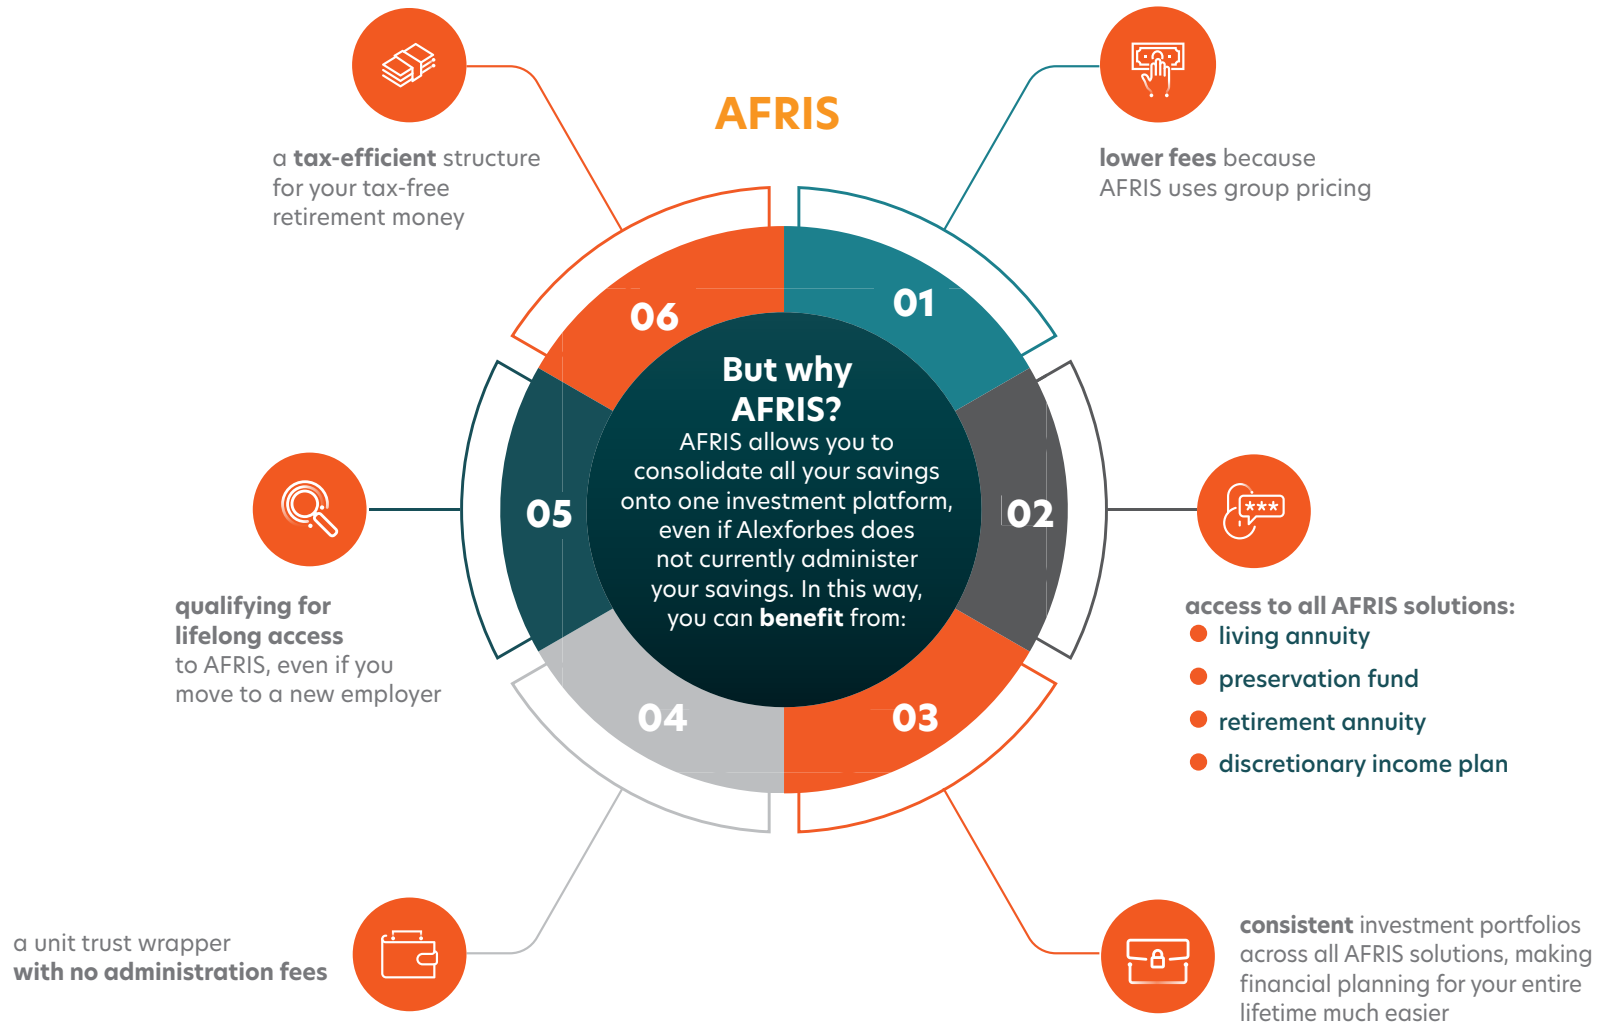 AFRIS
a tax-efficient structure
for your tax-free
retirement money
lower fees because
AFRIS uses group pricing
06
01
05
02
04
03
But why
AFRIS?
AFRIS allows you to
consolidate all your savings
onto one investment platform,
even if Alexforbes does
not currently administer
your savings. In this way,
you can benefit from:
qualifying for
lifelong access
to AFRIS, even if you
move to a new employer
***
access to all AFRIS solutions:
living annuity
preservation fund
retirement annuity
discretionary income plan
a unit trust wrapper
with no administration fees
consistent investment portfolios
across all AFRIS solutions, making
financial planning for your entire
lifetime much easier